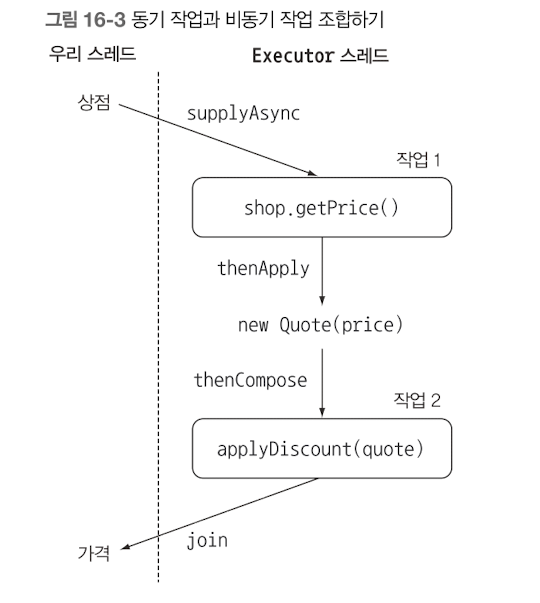 그림 16-3 동기 작업과 비동기 작업 조합하기
우리 스레드
Executor 스레드
상점
supplyAsync
작업 1
shop.getPrice()
thenApply
new Quote(price)
thenCompose
작업 2
applyDiscount(quote)
join
가격